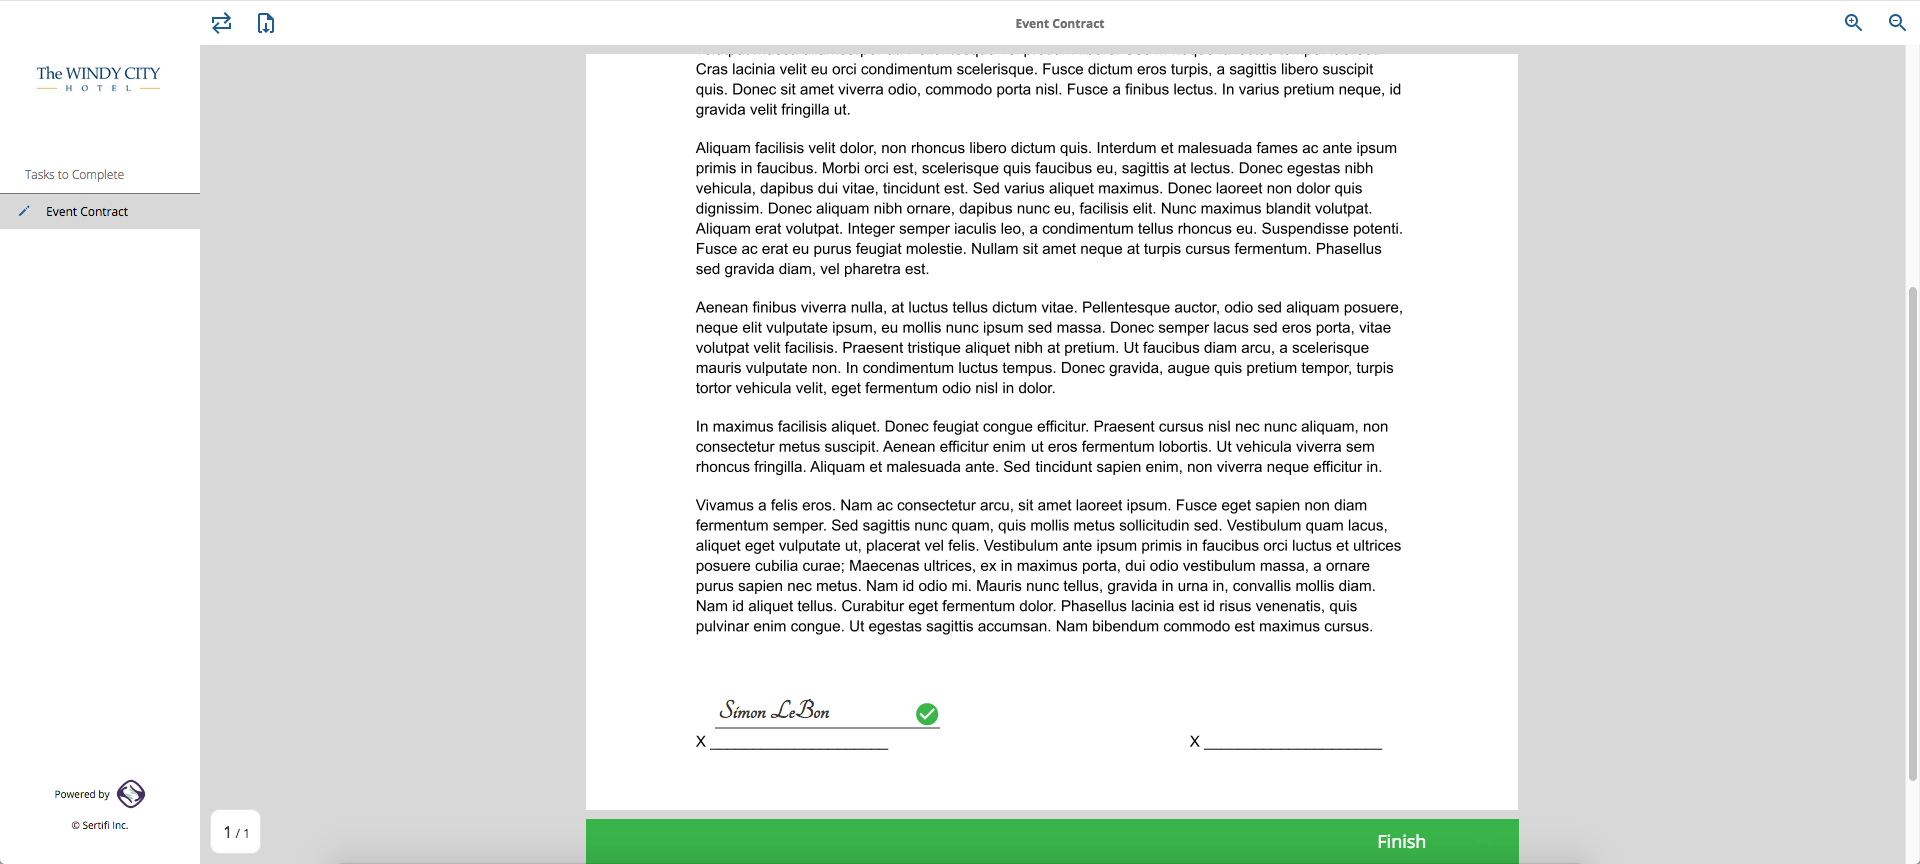 Event Contract
The WINDY CITY
HOTEL
Tasks to Complete
Event Contract
Cras lacinia velit eu orci condimentum scelerisque. Fusce dictum eros turpis, a sagittis libero suscipit
quis. Donec sit amet viverra odio, commodo porta nisl. Fusce a finibus lectus. In varius pretium neque, id
gravida velit fringilla ut.
Aliquam facilisis velit dolor, non rhoncus libero dictum quis. Interdum et malesuada fames ac ante ipsum
primis in faucibus. Morbi orci est, scelerisque quis faucibus eu, sagittis at lectus. Donec egestas nibh
vehicula, dapibus dui vitae, tincidunt est. Sed varius aliquet maximus. Donec laoreet non dolor quis
dignissim. Donec aliquam nibh ornare, dapibus nunc eu, facilisis elit. Nunc maximus blandit volutpat.
Aliquam erat volutpat. Integer semper iaculis leo, a condimentum tellus rhoncus eu. Suspendisse potenti.
Fusce ac erat eu purus feugiat molestie. Nullam sit amet neque at turpis cursus fermentum. Phasellus
sed gravida diam, vel pharetra est.
Aenean finibus viverra nulla, at luctus tellus dictum vitae. Pellentesque auctor, odio sed aliquam posuere,
neque elit vulputate ipsum, eu mollis nunc ipsum sed massa. Donec semper lacus sed eros porta, vitae
volutpat velit facilisis. Praesent tristique aliquet nibh at pretium. Ut faucibus diam arcu, a scelerisque
mauris vulputate non. In condimentum luctus tempus. Donec gravida, augue quis pretium tempor, turpis
tortor vehicula velit, eget fermentum odio nisl in dolor.
In maximus facilisis aliquet. Donec feugiat congue efficitur. Praesent cursus nisl nec nunc aliquam, non
consectetur metus suscipit. Aenean efficitur enim ut eros fermentum lobortis. Ut vehicula viverra sem
rhoncus fringilla. Aliquam et malesuada ante. Sed tincidunt sapien enim, non viverra neque efficitur in.
Vivamus a felis eros. Nam ac consectetur arcu, sit amet laoreet ipsum. Fusce eget sapien non diam
fermentum semper. Sed sagittis nunc quam, quis mollis metus sollicitudin sed. Vestibulum quam lacus,
aliquet eget vulputate ut, placerat vel felis. Vestibulum ante ipsum primis in faucibus orci luctus et ultrices
posuere cubilia curae; Maecenas ultrices, ex in maximus porta, dui odio vestibulum massa, a ornare
purus sapien nec metus. Nam id odio mi. Mauris nunc tellus, gravida in urna in, convallis mollis diam.
Nam id aliquet tellus. Curabitur eget fermentum dolor. Phasellus lacinia est id risus venenatis, quis
pulvinar enim congue. Ut egestas sagittis accumsan. Nam bibendum commodo est maximus cursus.
Simon LeBon
X _____________________ X _____________________
Powered by
© Sertifi Inc.
1 / 1
Finish